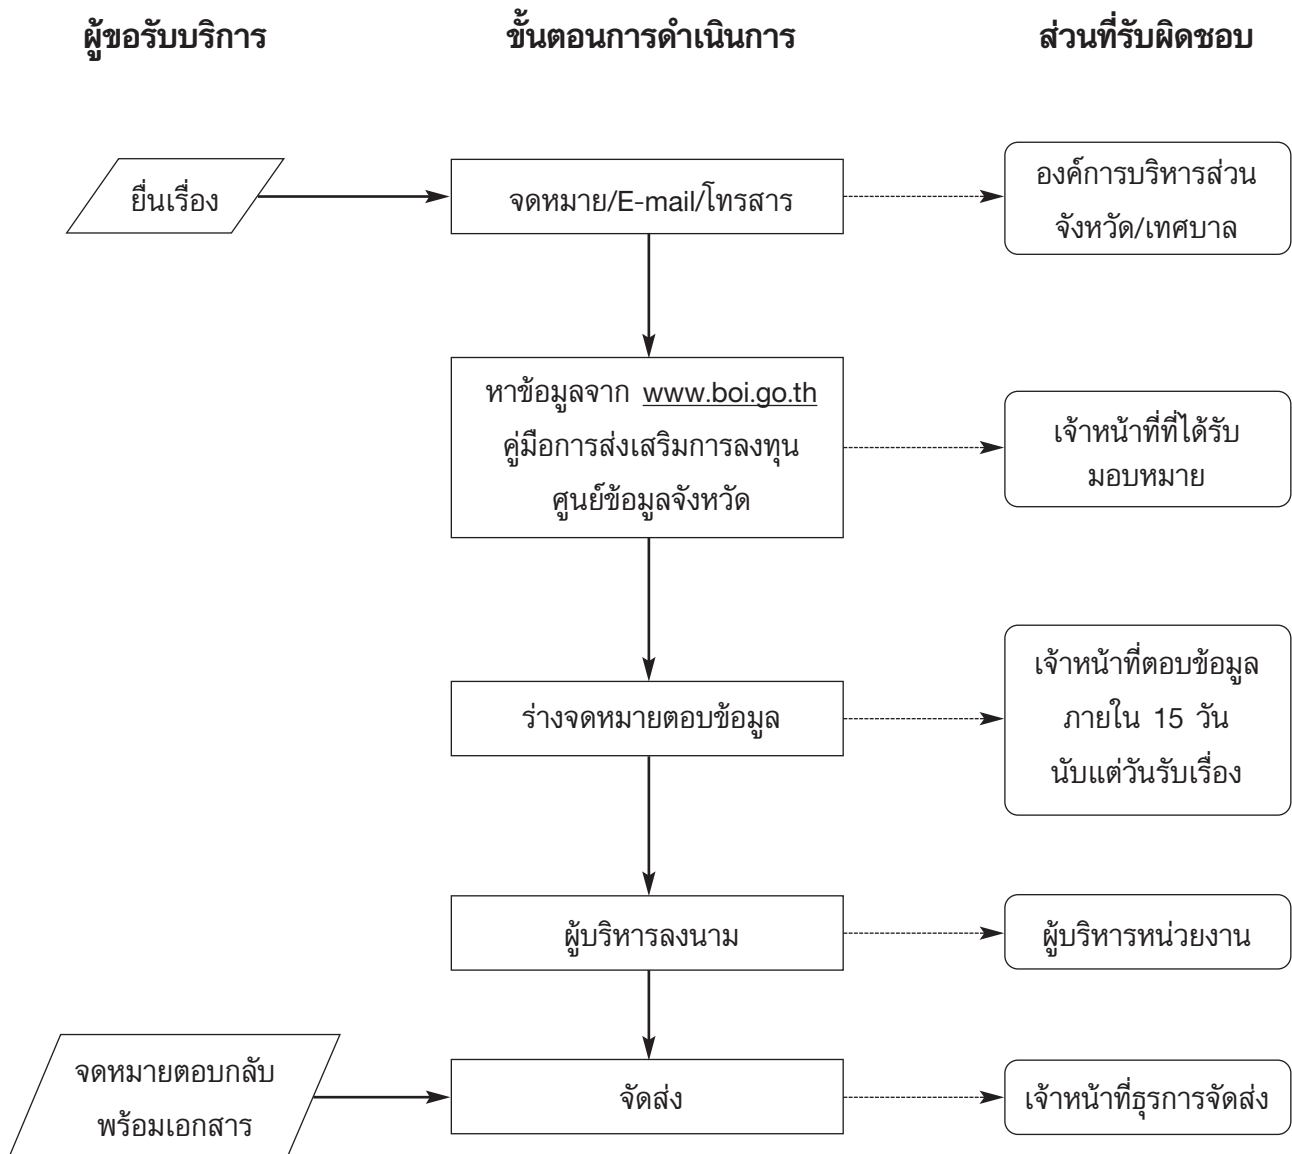 ผู้ขอรับบริการ
ขั้นตอนการดำเนินการ
ส่วนที่รับผิดชอบ
ยื่นเรื่อง
จดหมาย/E-mail/โทรสาร
องค์การบริหารส่วน
จังหวัด/เทศบาล
หาข้อมูลจาก www.boi.go.th
คู่มือการส่งเสริมการลงทุน
ศูนย์ข้อมูลจังหวัด
เจ้าหน้าที่ที่ได้รับ
มอบหมาย
ร่างจดหมายตอบข้อมูล
เจ้าหน้าที่ตอบข้อมูล
ภายใน 15 วัน
นับแต่วันรับเรื่อง
ผู้บริหารลงนาม
ผู้บริหารหน่วยงาน
จดหมายตอบกลับ
พร้อมเอกสาร
จัดส่ง
เจ้าหน้าที่ธุรการจัดส่ง